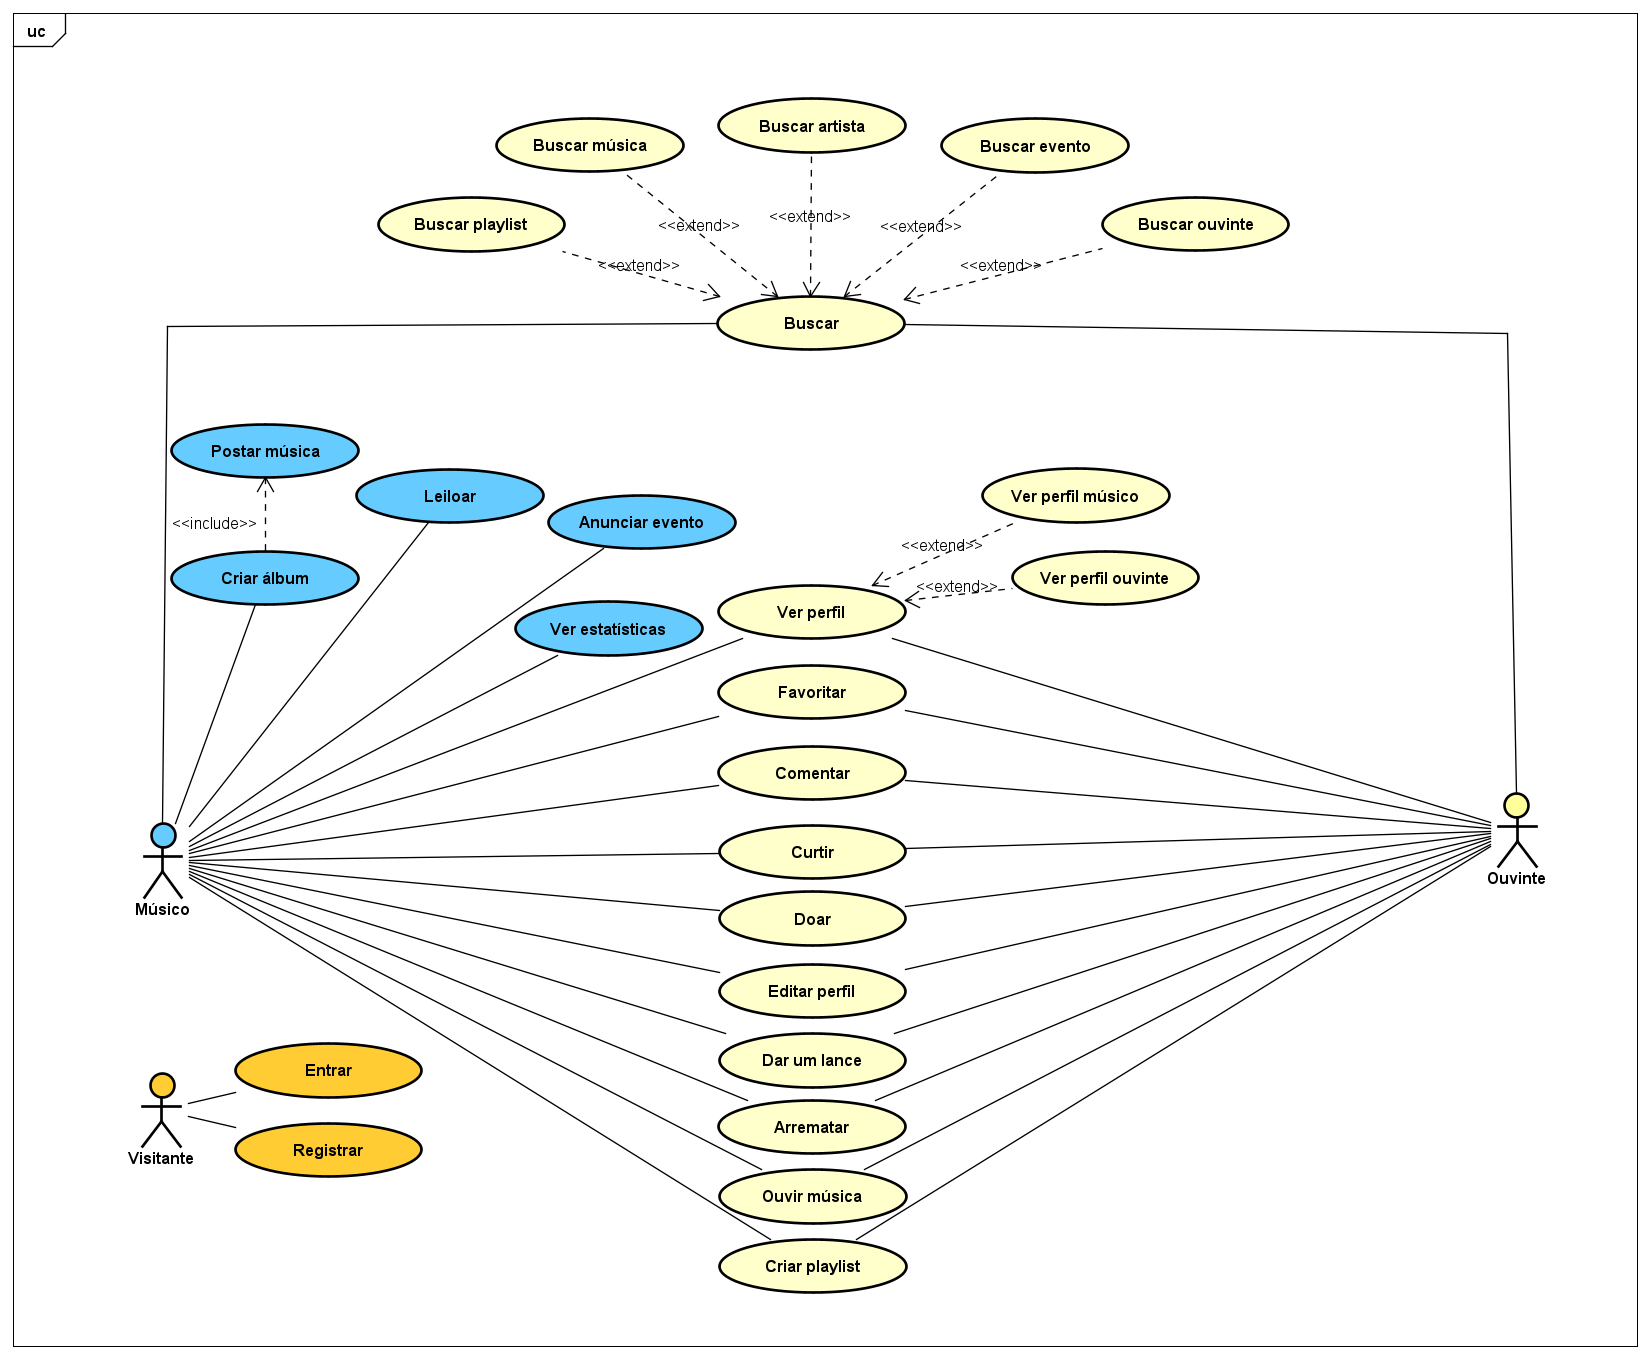 uc
Buscar artista
Buscar música
Buscar evento
Buscar playlist
Buscar ouvinte
<<extend>>
<<extend>>
<<extend>>
<<extend>>
<<extend>>
Buscar
Postar música
Leiloar
Anunciar evento
Ver perfil músico
<<include>>
<<extend>>
Criar álbum
Ver perfil ouvinte
<<extend>>
Ver perfil
Ver estatísticas
Favoritar
Comentar
Curtir
Ouvinte
Músico
Doar
Editar perfil
Dar um lance
Entrar
Arrematar
Registrar
Visitante
Ouvir música
Criar playlist